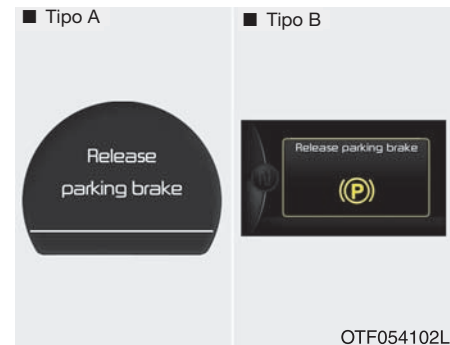 ■ Tipo A
Release
parking brake
■ Tipo B
Release parking brake
(P)
OTF054102L